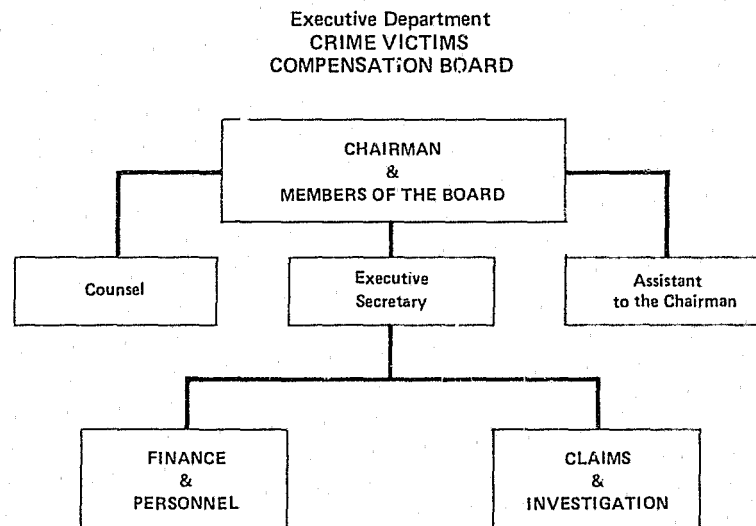 Executive Department
CRIME VICTIMS
COMPENSATION BOARD
CHAIRMAN
&
MEMBERS OF THE BOARD
Counsel
Executive
Secretary
Assistant
to the Chairman
FINANCE
&
PERSONNEL
CLAIMS
&
INVESTIGATION